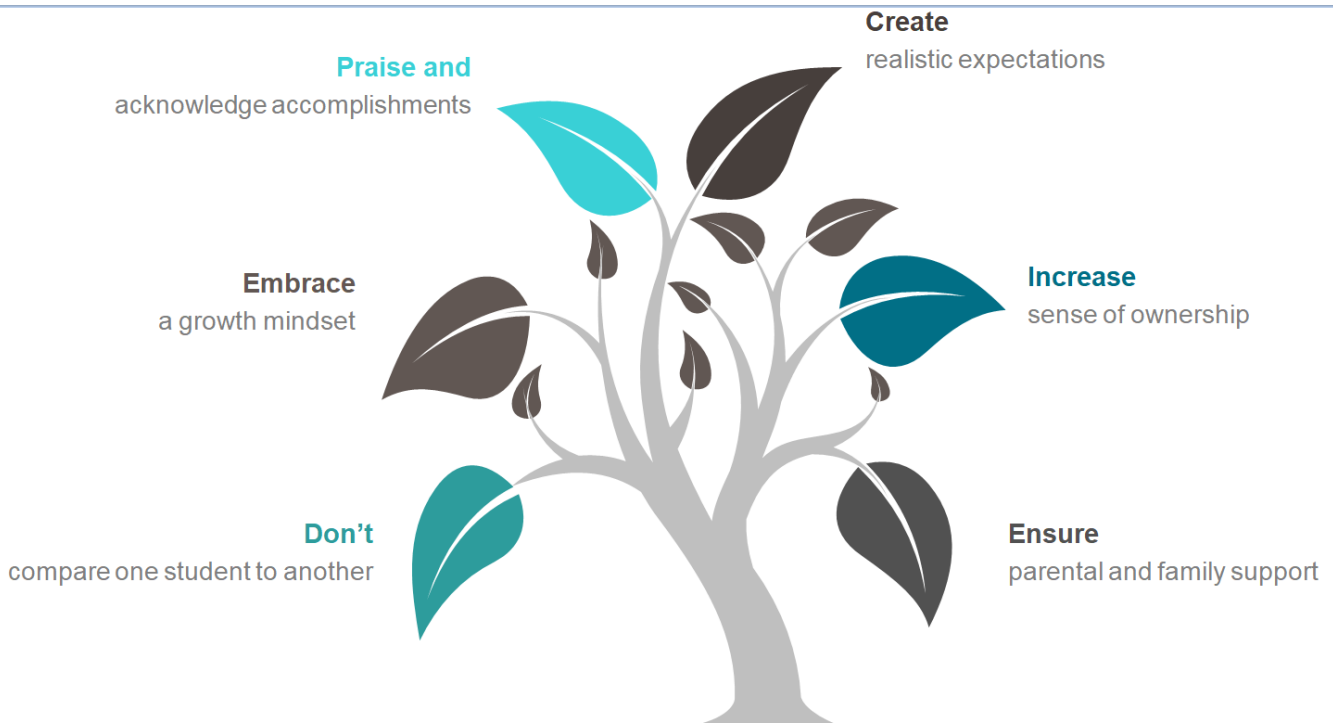 Praise and
acknowledge accomplishments
Create
realistic expectations
Embrace
a growth mindset
Increase
sense of ownership
Don’t
compare one student to another
Ensure
parental and family support